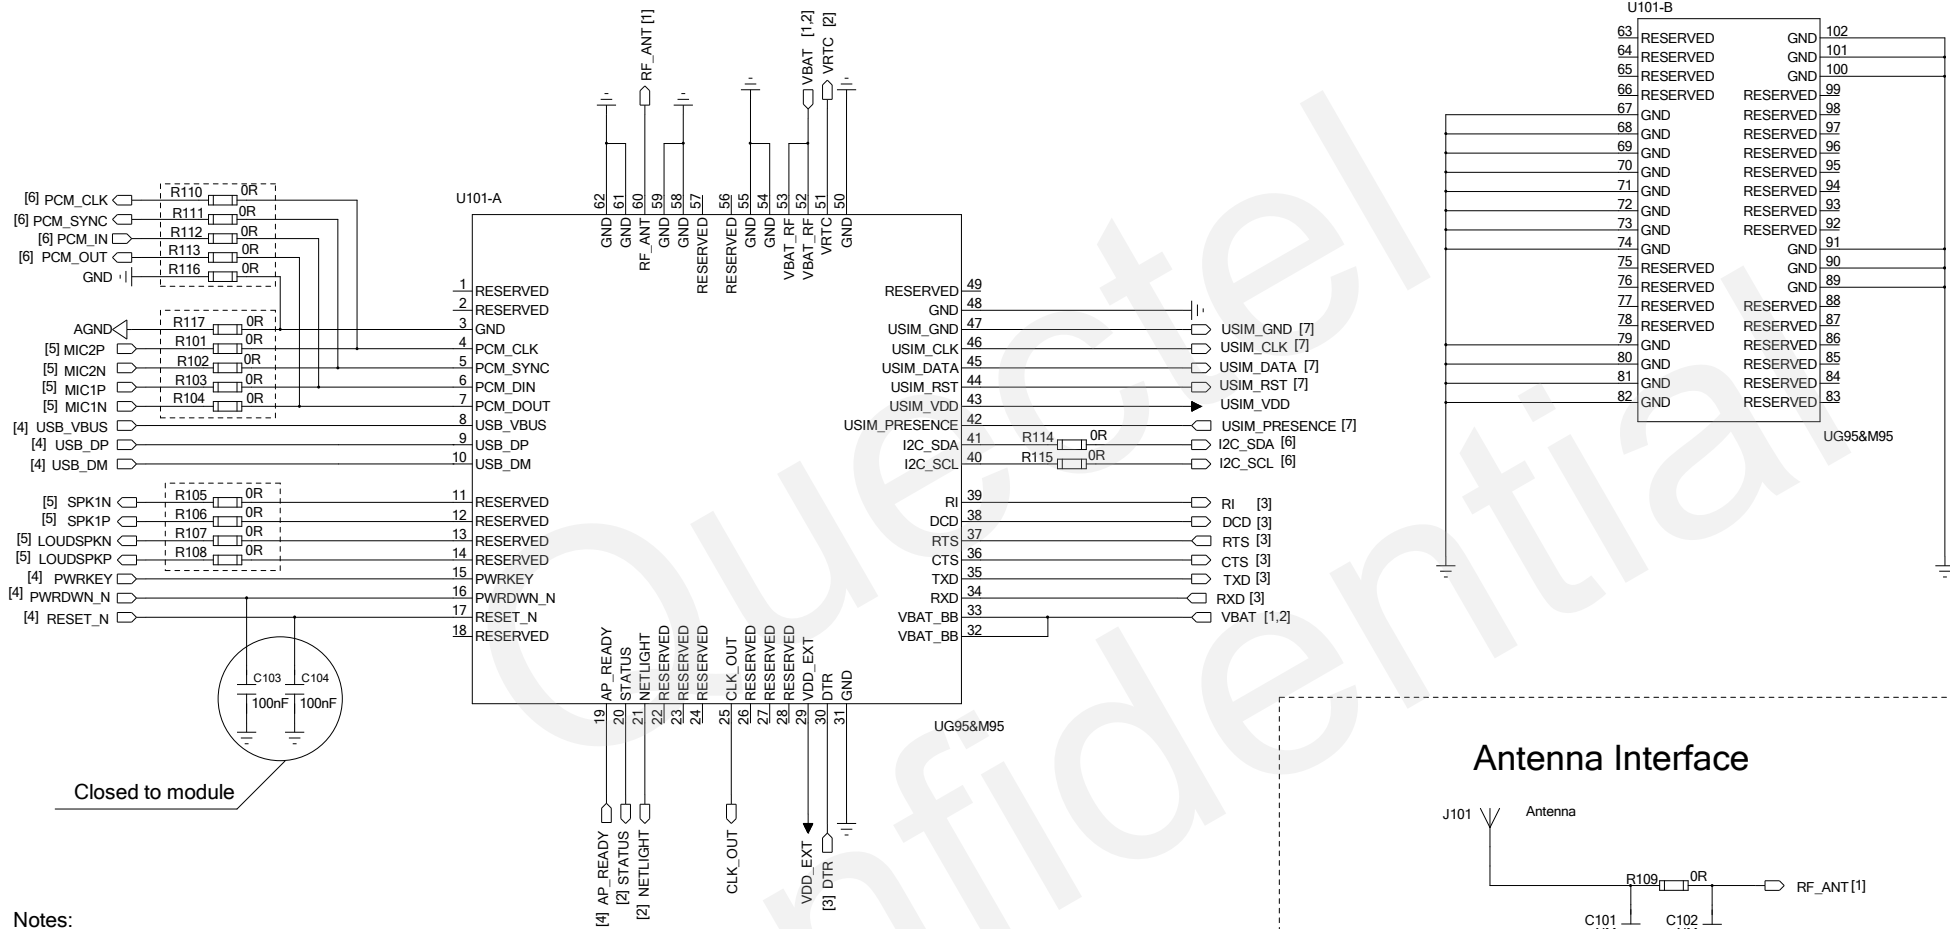 RF_ANT [1]
VBAT [1,2]
VRTC [2]
U101-A
62 61 60 59 58 57 56 55 54 53 52 51 50
GND GND RF_ANT GND GND RESERVED RESERVED GND GND VBAT_RF VBAT_RF VRTC GND
[6] PCM_CLK R110 0R
[6] PCM_SYNC R111 0R
[6] PCM_IN R112 0R
[6] PCM_OUT R113 0R
GND R116 0R
AGND R117 0R
[5] MIC2P R101 0R
[5] MIC2N R102 0R
[5] MIC1P R103 0R
[5] MIC1N R104 0R
[4] USB_VBUS
[4] USB_DP
[4] USB_DM
[5] SPK1N R105 0R
[5] SPK1P R106 0R
[5] LOUDSPKN R107 0R
[5] LOUDSPKP R108 0R
[4] PWRKEY
[4] PWRDWN_N
[4] RESET_N
1 RESERVED
2 RESERVED
3 GND
4 PCM_CLK
5 PCM_SYNC
6 PCM_DIN
7 PCM_DOUT
8 USB_VBUS
9 USB_DP
10 USB_DM
11 RESERVED
12 RESERVED
13 RESERVED
14 RESERVED
15 PWRKEY
16 PWRDWN_N
17 RESET_N
18 RESERVED
RESERVED 49
GND 48
USIM_GND 47 USIM_GND [7]
USIM_CLK 46 USIM_CLK [7]
USIM_DATA 45 USIM_DATA [7]
USIM_RST 44 USIM_RST [7]
USIM_VDD 43 USIM_VDD
USIM_PRESENCE 42 USIM_PRESENCE [7]
I2C_SDA 41 R114 0R I2C_SDA [6]
I2C_SCL 40 R115 0R I2C_SCL [6]
RI 39 RI [3]
DCD 38 DCD [3]
RTS 37 RTS [3]
CTS 36 CTS [3]
TXD 35 TXD [3]
RXD 34 RXD [3]
VBAT_BB 33 VBAT [1,2]
VBAT_BB 32
AP_READY STATUS NETLIGHT RESERVED RESERVED RESERVED CLK_OUT RESERVED RESERVED RESERVED VDD_EXT DTR GND
19 20 21 22 23 24 25 26 27 28 29 30 31
UG95&M95
[4] AP_READY
[2] STATUS
[2] NETLIGHT
CLK_OUT
VDD_EXT
[3] DTR
C103 C104
100nF 100nF
Closed to module
Notes:
U101-B
63 RESERVED GND 102
64 RESERVED GND 101
65 RESERVED GND 100
66 RESERVED RESERVED 99
67 GND RESERVED 98
68 GND RESERVED 97
69 GND RESERVED 96
70 GND RESERVED 95
71 GND RESERVED 94
72 GND RESERVED 93
73 GND RESERVED 92
74 GND GND 91
75 RESERVED GND 90
76 RESERVED GND 89
77 RESERVED RESERVED 88
78 RESERVED RESERVED 87
79 GND RESERVED 86
80 GND RESERVED 85
81 GND RESERVED 84
82 GND RESERVED 83
UG95&M95
Antenna Interface
J101 Antenna
R109 0R RF_ANT [1]
C101 C102
Quectel